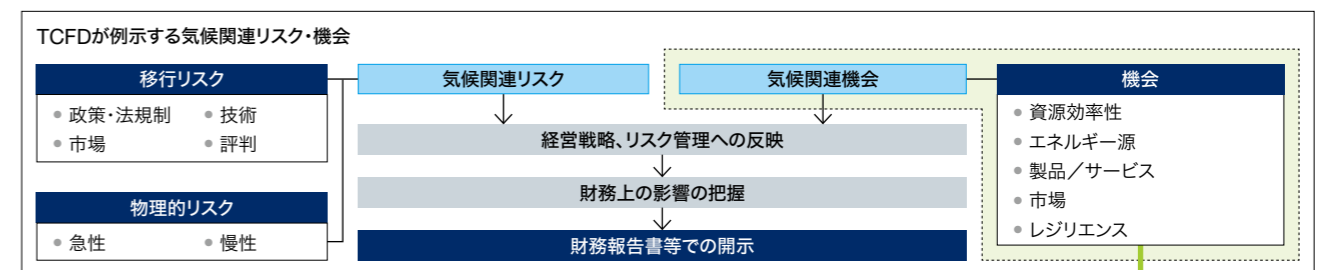 TCFDが例示する気候関連リスク・機会
移行リスク
● 政策・法規制 ● 技術
● 市場 ● 評判
物理的リスク
● 急性 ● 慢性
気候関連リスク
気候関連機会
経営戦略、リスク管理への反映
財務上の影響の把握
財務報告書等での開示
機会
● 資源効率性
● エネルギー源
● 製品／サービス
● 市場
● レジリエンス